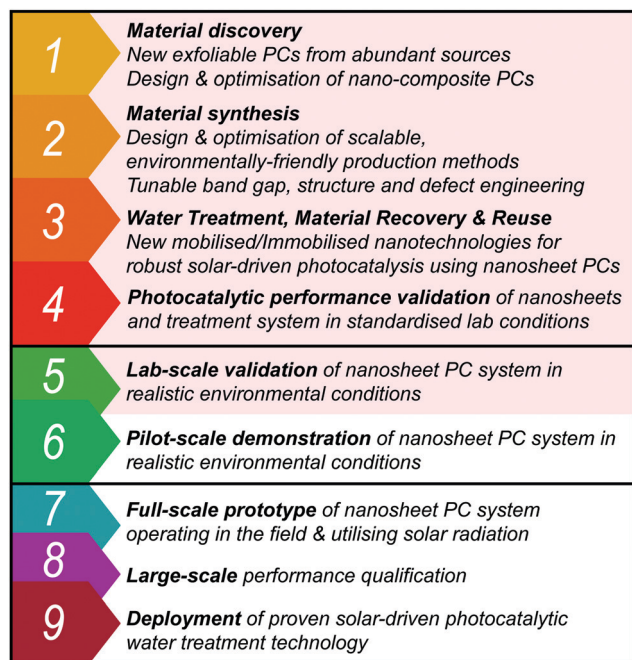 1
Material discovery
New exfoliable PCs from abundant sources
Design & optimisation of nano-composite PCs
2
Material synthesis
Design & optimisation of scalable,
environmentally-friendly production methods
Tunable band gap, structure and defect engineering
3
Water Treatment, Material Recovery & Reuse
New mobilised/Immobilised nanotechnologies for
robust solar-driven photocatalysis using nanosheet PCs
4
Photocatalytic performance validation of nanosheets
and treatment system in standardised lab conditions
5
Lab-scale validation of nanosheet PC system in
realistic environmental conditions
6
Pilot-scale demonstration of nanosheet PC system in
realistic environmental conditions
7
Full-scale prototype of nanosheet PC system
operating in the field & utilising solar radiation
8
Large-scale performance qualification
9
Deployment of proven solar-driven photocatalytic
water treatment technology